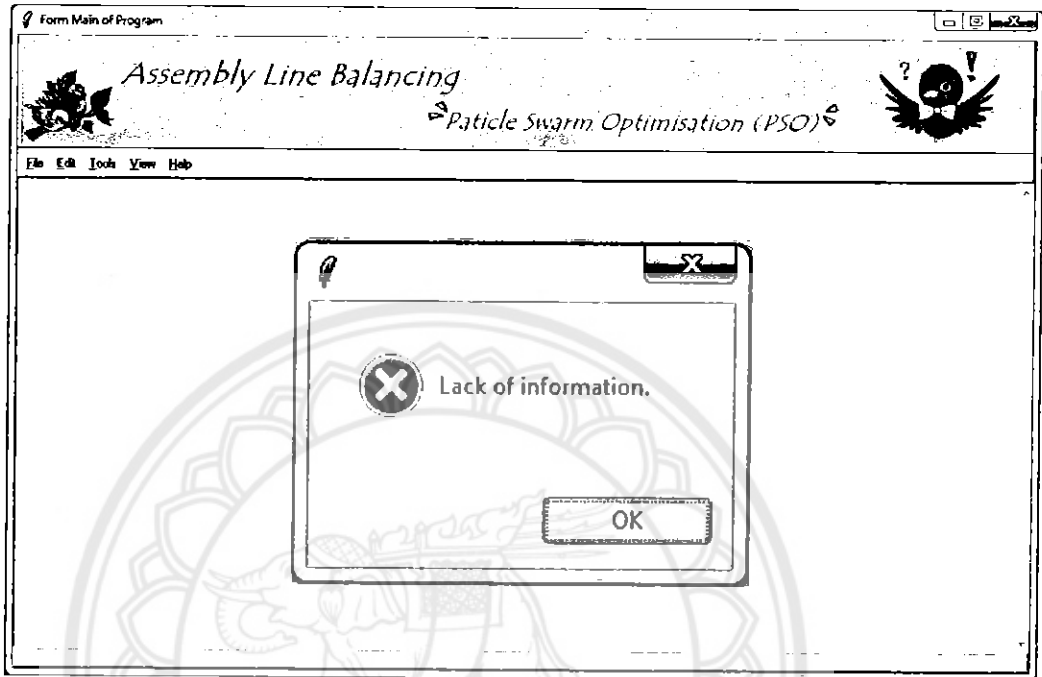 Form Main of Program
Assembly Line Balancing
Paticle Swarm Optimisation (PSO)
? !
File Edit Tools View Help
Lack of information.
OK